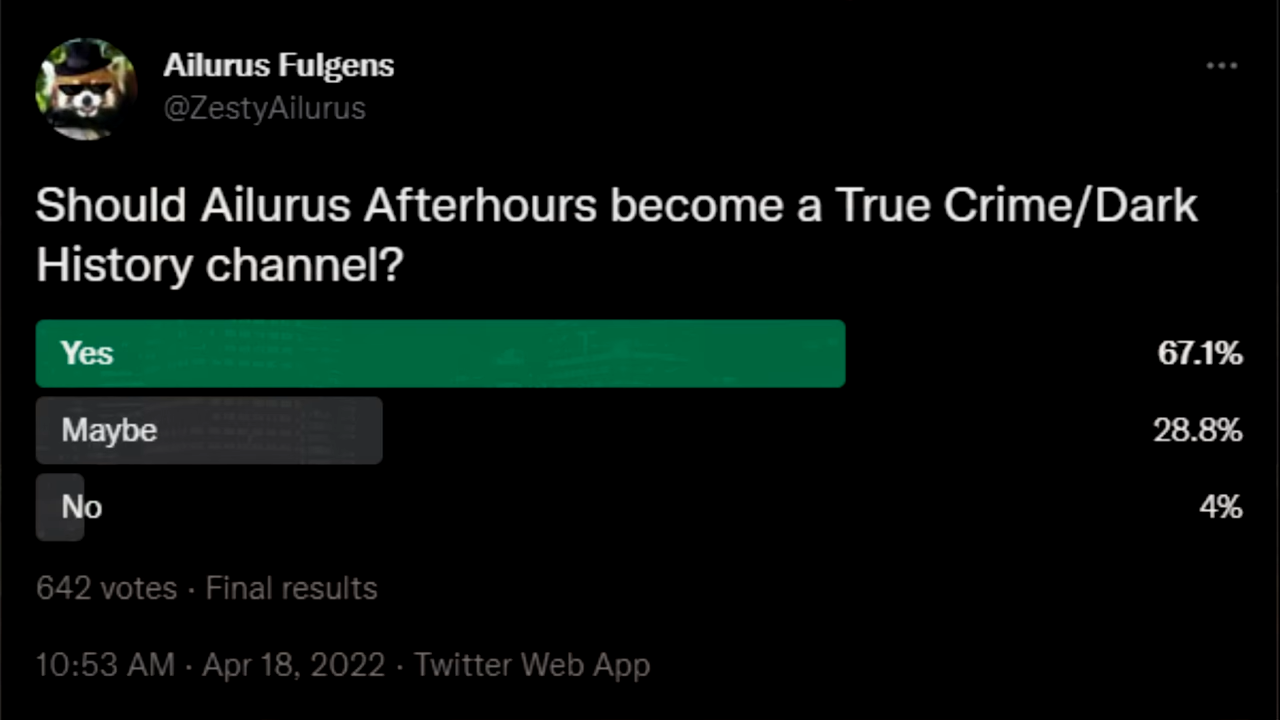 Ailurus Fulgens
@ZestyAilurus
Should Ailurus Afterhours become a True Crime/Dark
History channel?
Yes 67.1%
Maybe 28.8%
No 4%
642 votes · Final results
10:53 AM · Apr 18, 2022 · Twitter Web App